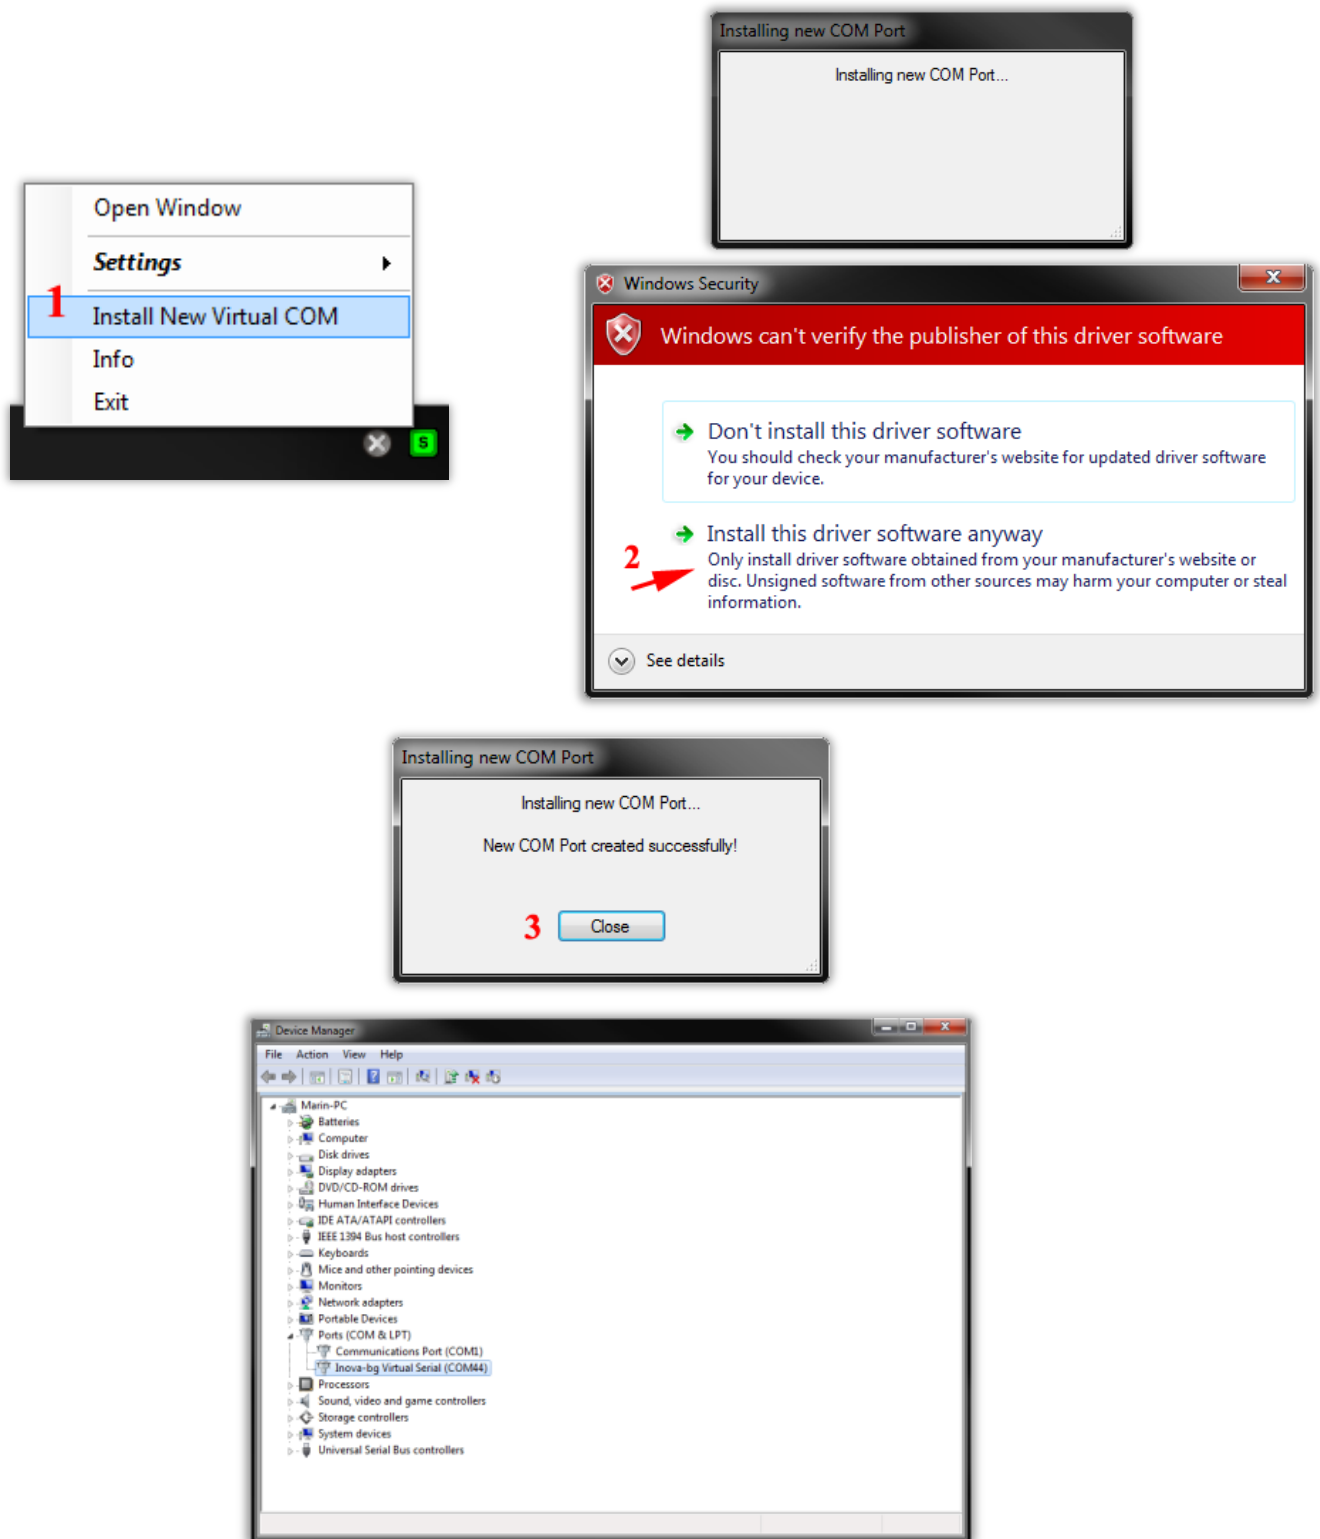 Installing new COM Port
Installing new COM Port...
Open Window
Settings
1
Install New Virtual COM
Info
Exit
S
Windows Security
Windows can't verify the publisher of this driver software
Don't install this driver software
You should check your manufacturer's website for updated driver software
for your device.
Install this driver software anyway
2
Only install driver software obtained from your manufacturer's website or
disc. Unsigned software from other sources may harm your computer or steal
information.
See details
Installing new COM Port
Installing new COM Port...
New COM Port created successfully!
3
Close
Device Manager
File Action View Help
Marin-PC
Batteries
Computer
Disk drives
Display adapters
DVD/CD-ROM drives
Human Interface Devices
IDE ATA/ATAPI controllers
IEEE 1394 Bus host controllers
Keyboards
Mice and other pointing devices
Monitors
Network adapters
Portable Devices
Ports (COM & LPT)
Communications Port (COM1)
Inova-bg Virtual Serial (COM44)
Processors
Sound, video and game controllers
Storage controllers
System devices
Universal Serial Bus controllers